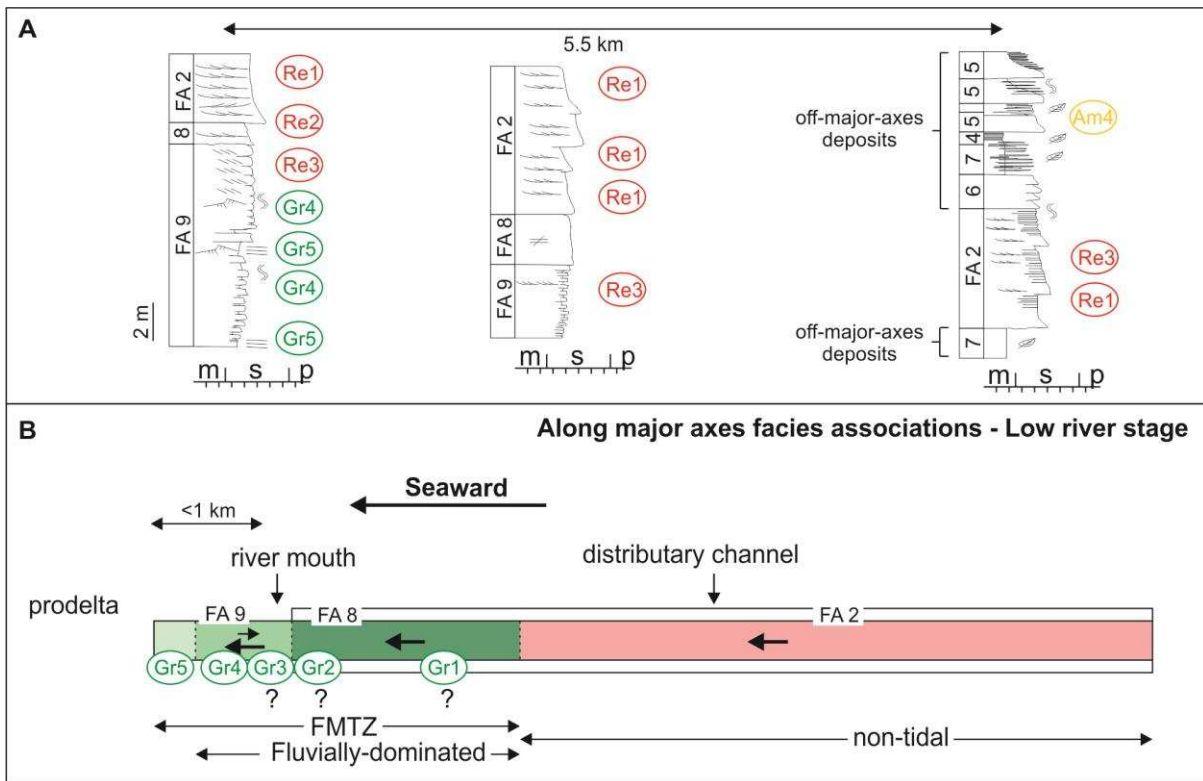 A
5.5 km
FA 2
8
FA 9
Re1
Re2
Re3
Gr4
Gr5
Gr4
Gr5
2 m
m s p
FA 2
FA 8
FA 9
Re1
Re1
Re1
Re3
m s p
off-major-axes
deposits
5
5
5
4
7
6
FA 2
7
Am4
Re3
Re1
off-major-axes
deposits
m s p
B
Along major axes facies associations - Low river stage
Seaward
<1 km
river mouth
distributary channel
prodelta
FA 9
FA 8
FA 2
Gr5
Gr4
Gr3
Gr2
Gr1
? ? ?
FMTZ
non-tidal
Fluvially-dominated